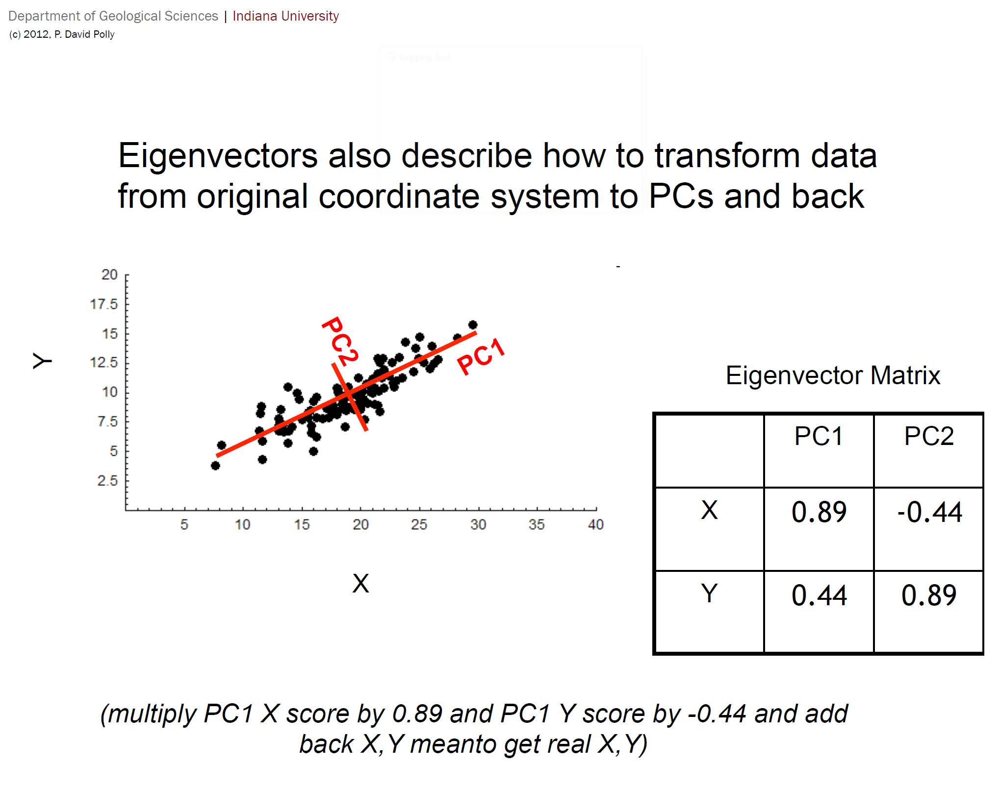 Department of Geological Sciences | Indiana University
(c) 2012, P. David Polly
Snipping Tool
Eigenvectors also describe how to transform data
from original coordinate system to PCs and back
-
20
17.5
15
12.5
10
7.5
5
2.5
Y
PC2
PC1
5 10 15 20 25 30 35 40
X
Eigenvector Matrix
PC1 PC2
X 0.89 -0.44
Y 0.44 0.89
(multiply PC1 X score by 0.89 and PC1 Y score by -0.44 and add
back X,Y meanto get real X,Y)